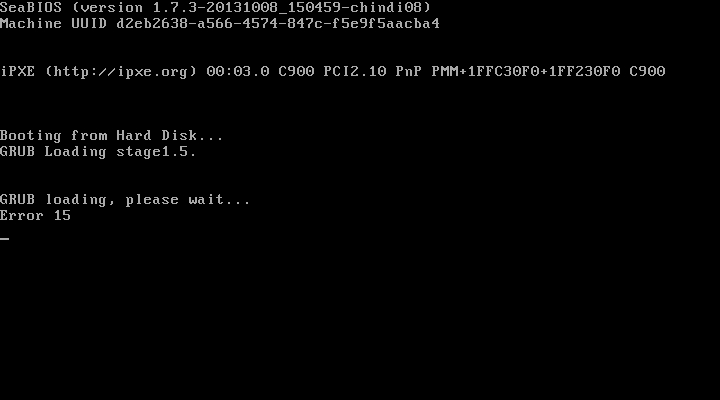 SeaBIOS (version 1.7.3-20131008_150459-chindi08)
Machine UUID d2eb2638-a566-4574-847c-f5e9f5aacba4
iPXE (http://ipxe.org) 00:03.0 C900 PCI2.10 PnP PMM+1FFC30F0+1FF230F0 C900
Booting from Hard Disk...
GRUB Loading stage1.5.
GRUB loading, please wait...
Error 15